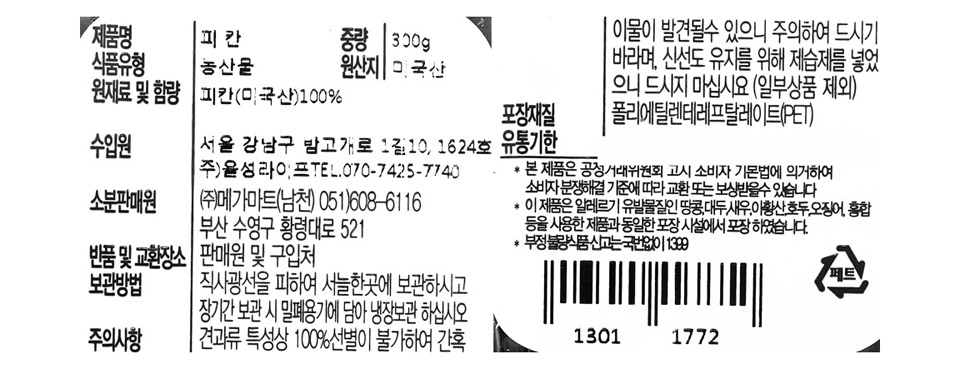 제품명 피칸 중량 300g
식품유형 농산물 원산지 미국산
원재료 및 함량 피칸(미국산)100%
수입원 서울 강남구 밤고개로 1길10, 1624호
주)율성라이프TEL.070-7425-7740
소분판매원 (주)메가마트(남천) 051)608-6116
부산 수영구 황령대로 521
반품 및 교환장소 판매원 및 구입처
보관방법 직사광선을 피하여 서늘한곳에 보관하시고
장기간 보관 시 밀폐용기에 담아 냉장보관 하십시오
주의사항 견과류 특성상 100%선별이 불가하여 간혹
이물이 발견될수 있으니 주의하여 드시기
바라며, 신선도 유지를 위해 제습제를 넣었
으니 드시지 마십시요 (일부상품 제외)
포장재질 폴리에틸렌테레프탈레이트(PET)
유통기한
* 본 제품은 공정거래위원회 고시 소비자 기본법에 의거하여
소비자 분쟁해결 기준에 따라 교환 또는 보상받을수 있습니다
* 이 제품은 알레르기 유발물질인 땅콩,대두,새우,아황산,호두,오징어, 홍합
등을 사용한 제품과 동일한 포장 시설에서 포장 하였습니다.
* 부정·불량식품 신고는 국번없이 1399
페트
1301 1772